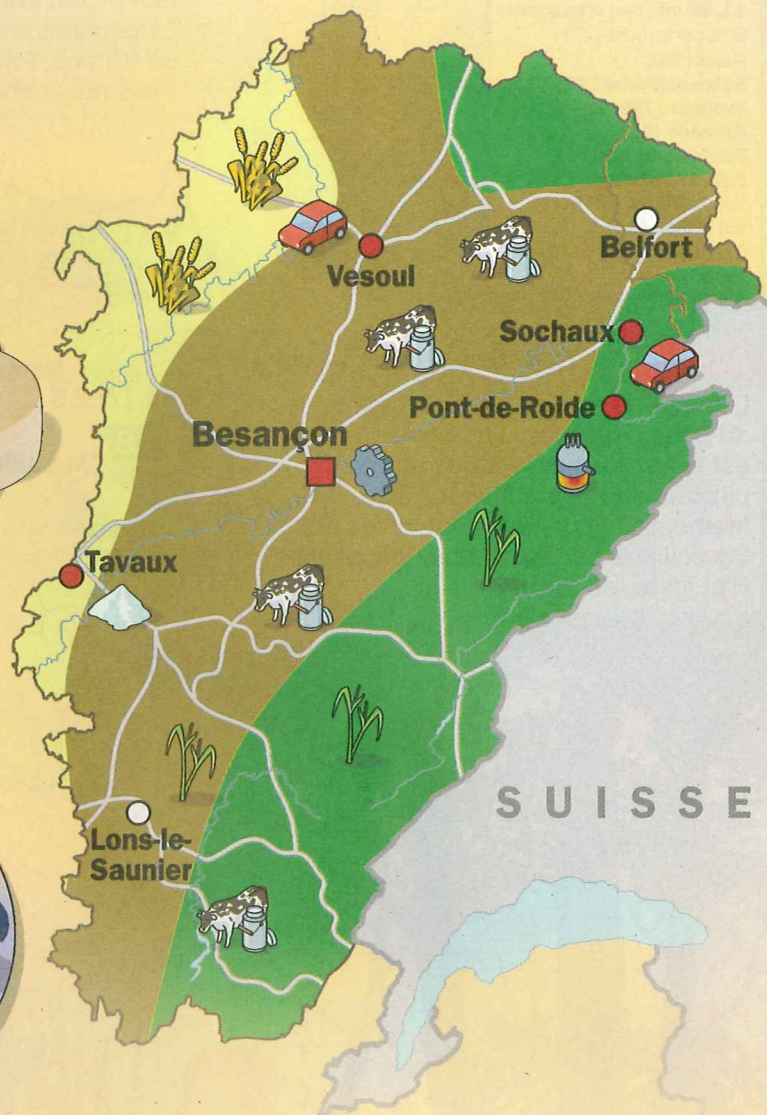 Vesoul
Belfort
Sochaux
Pont-de-Roide
Besançon
Tavaux
SUISSE
Lons-le-
Saunier